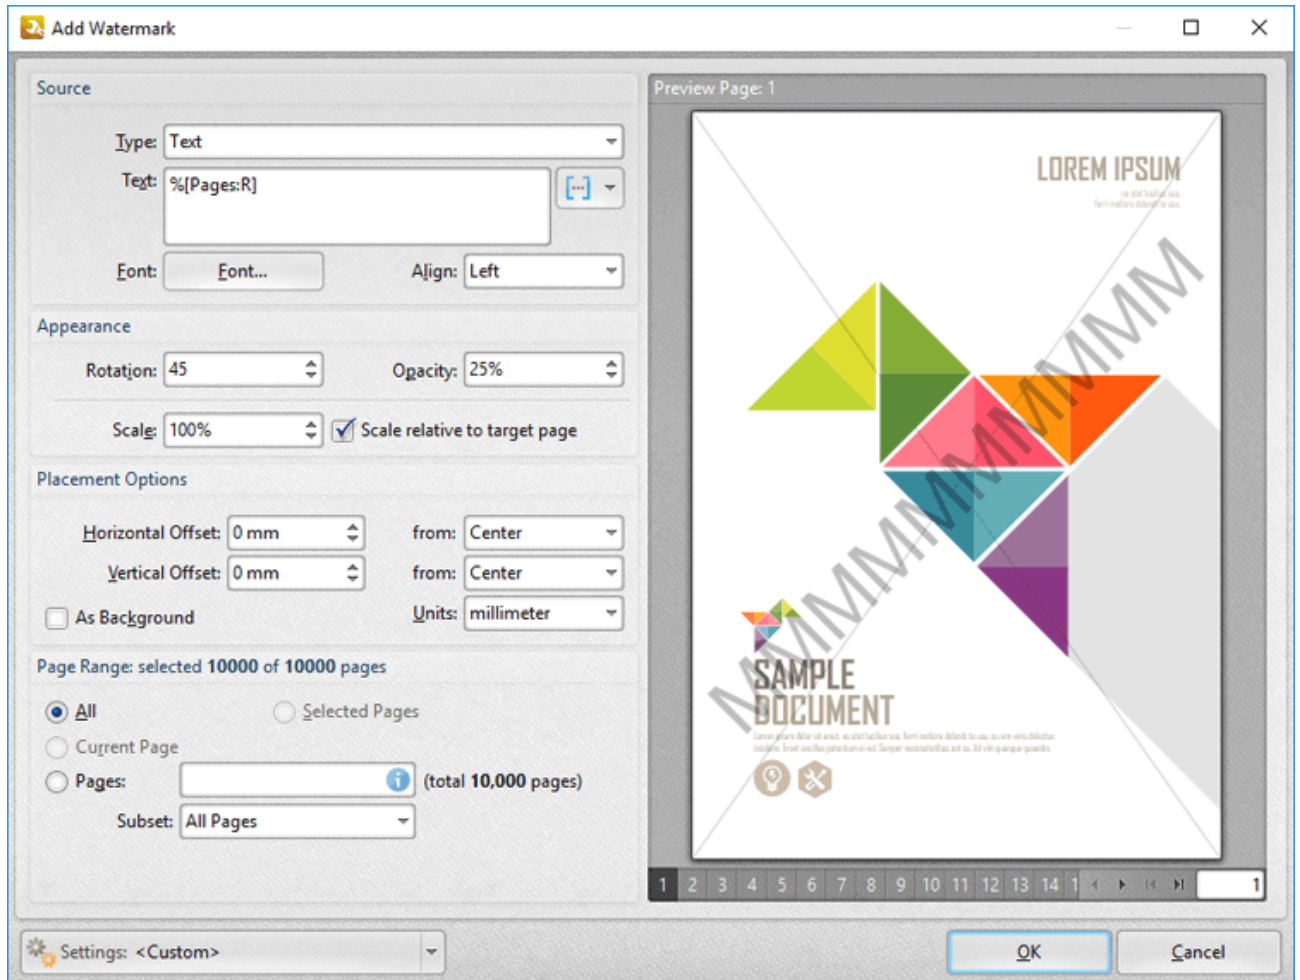 Add Watermark
Source
Type: Text
Text: %[Pages:R]
Font: Font... Align: Left
Appearance
Rotation: 45 Opacity: 25%
Scale: 100% Scale relative to target page
Placement Options
Horizontal Offset: 0 mm from: Center
Vertical Offset: 0 mm from: Center
As Background Units: millimeter
Page Range: selected 10000 of 10000 pages
All Selected Pages
Current Page
Pages: (total 10,000 pages)
Subset: All Pages
Settings: <Custom>
Preview Page: 1
LOREM IPSUM
MMMMMMMMMM
SAMPLE
DOCUMENT
1 2 3 4 5 6 7 8 9 10 11 12 13 14 1 1
OK Cancel